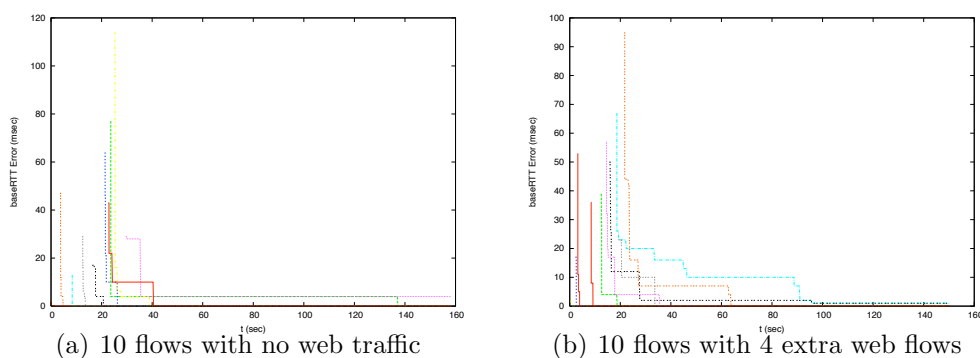 120
100
80
60
40
20
0
baseRTT Error (msec)
0 20 40 60 80 100 120 140 160
t (sec)
(a) 10 flows with no web traffic
100
90
80
70
60
50
40
30
20
10
0
baseRTT Error (msec)
0 20 40 60 80 100 120 140 160
t (sec)
(b) 10 flows with 4 extra web flows